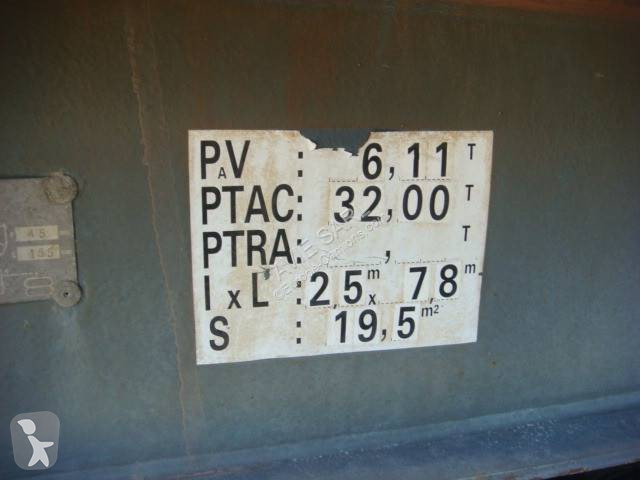 PAV : 6,11 T
PTAC: 32,00 T
PTRA: , T
l x L : 2,5 m x 7,8 m
S : 19,5 m²